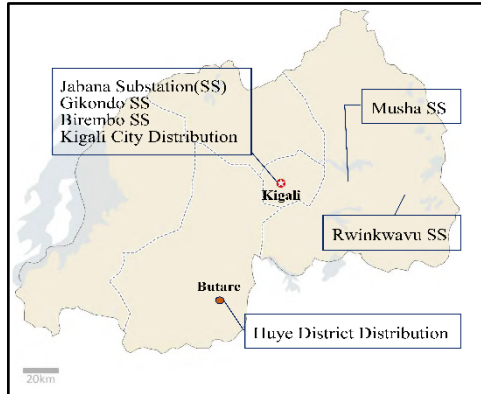 Jabana Substation(SS)
Gikondo SS
Birembo SS
Kigali City Distribution
Musha SS
Kigali
Rwinkwavu SS
Butare
Huye District Distribution
20km